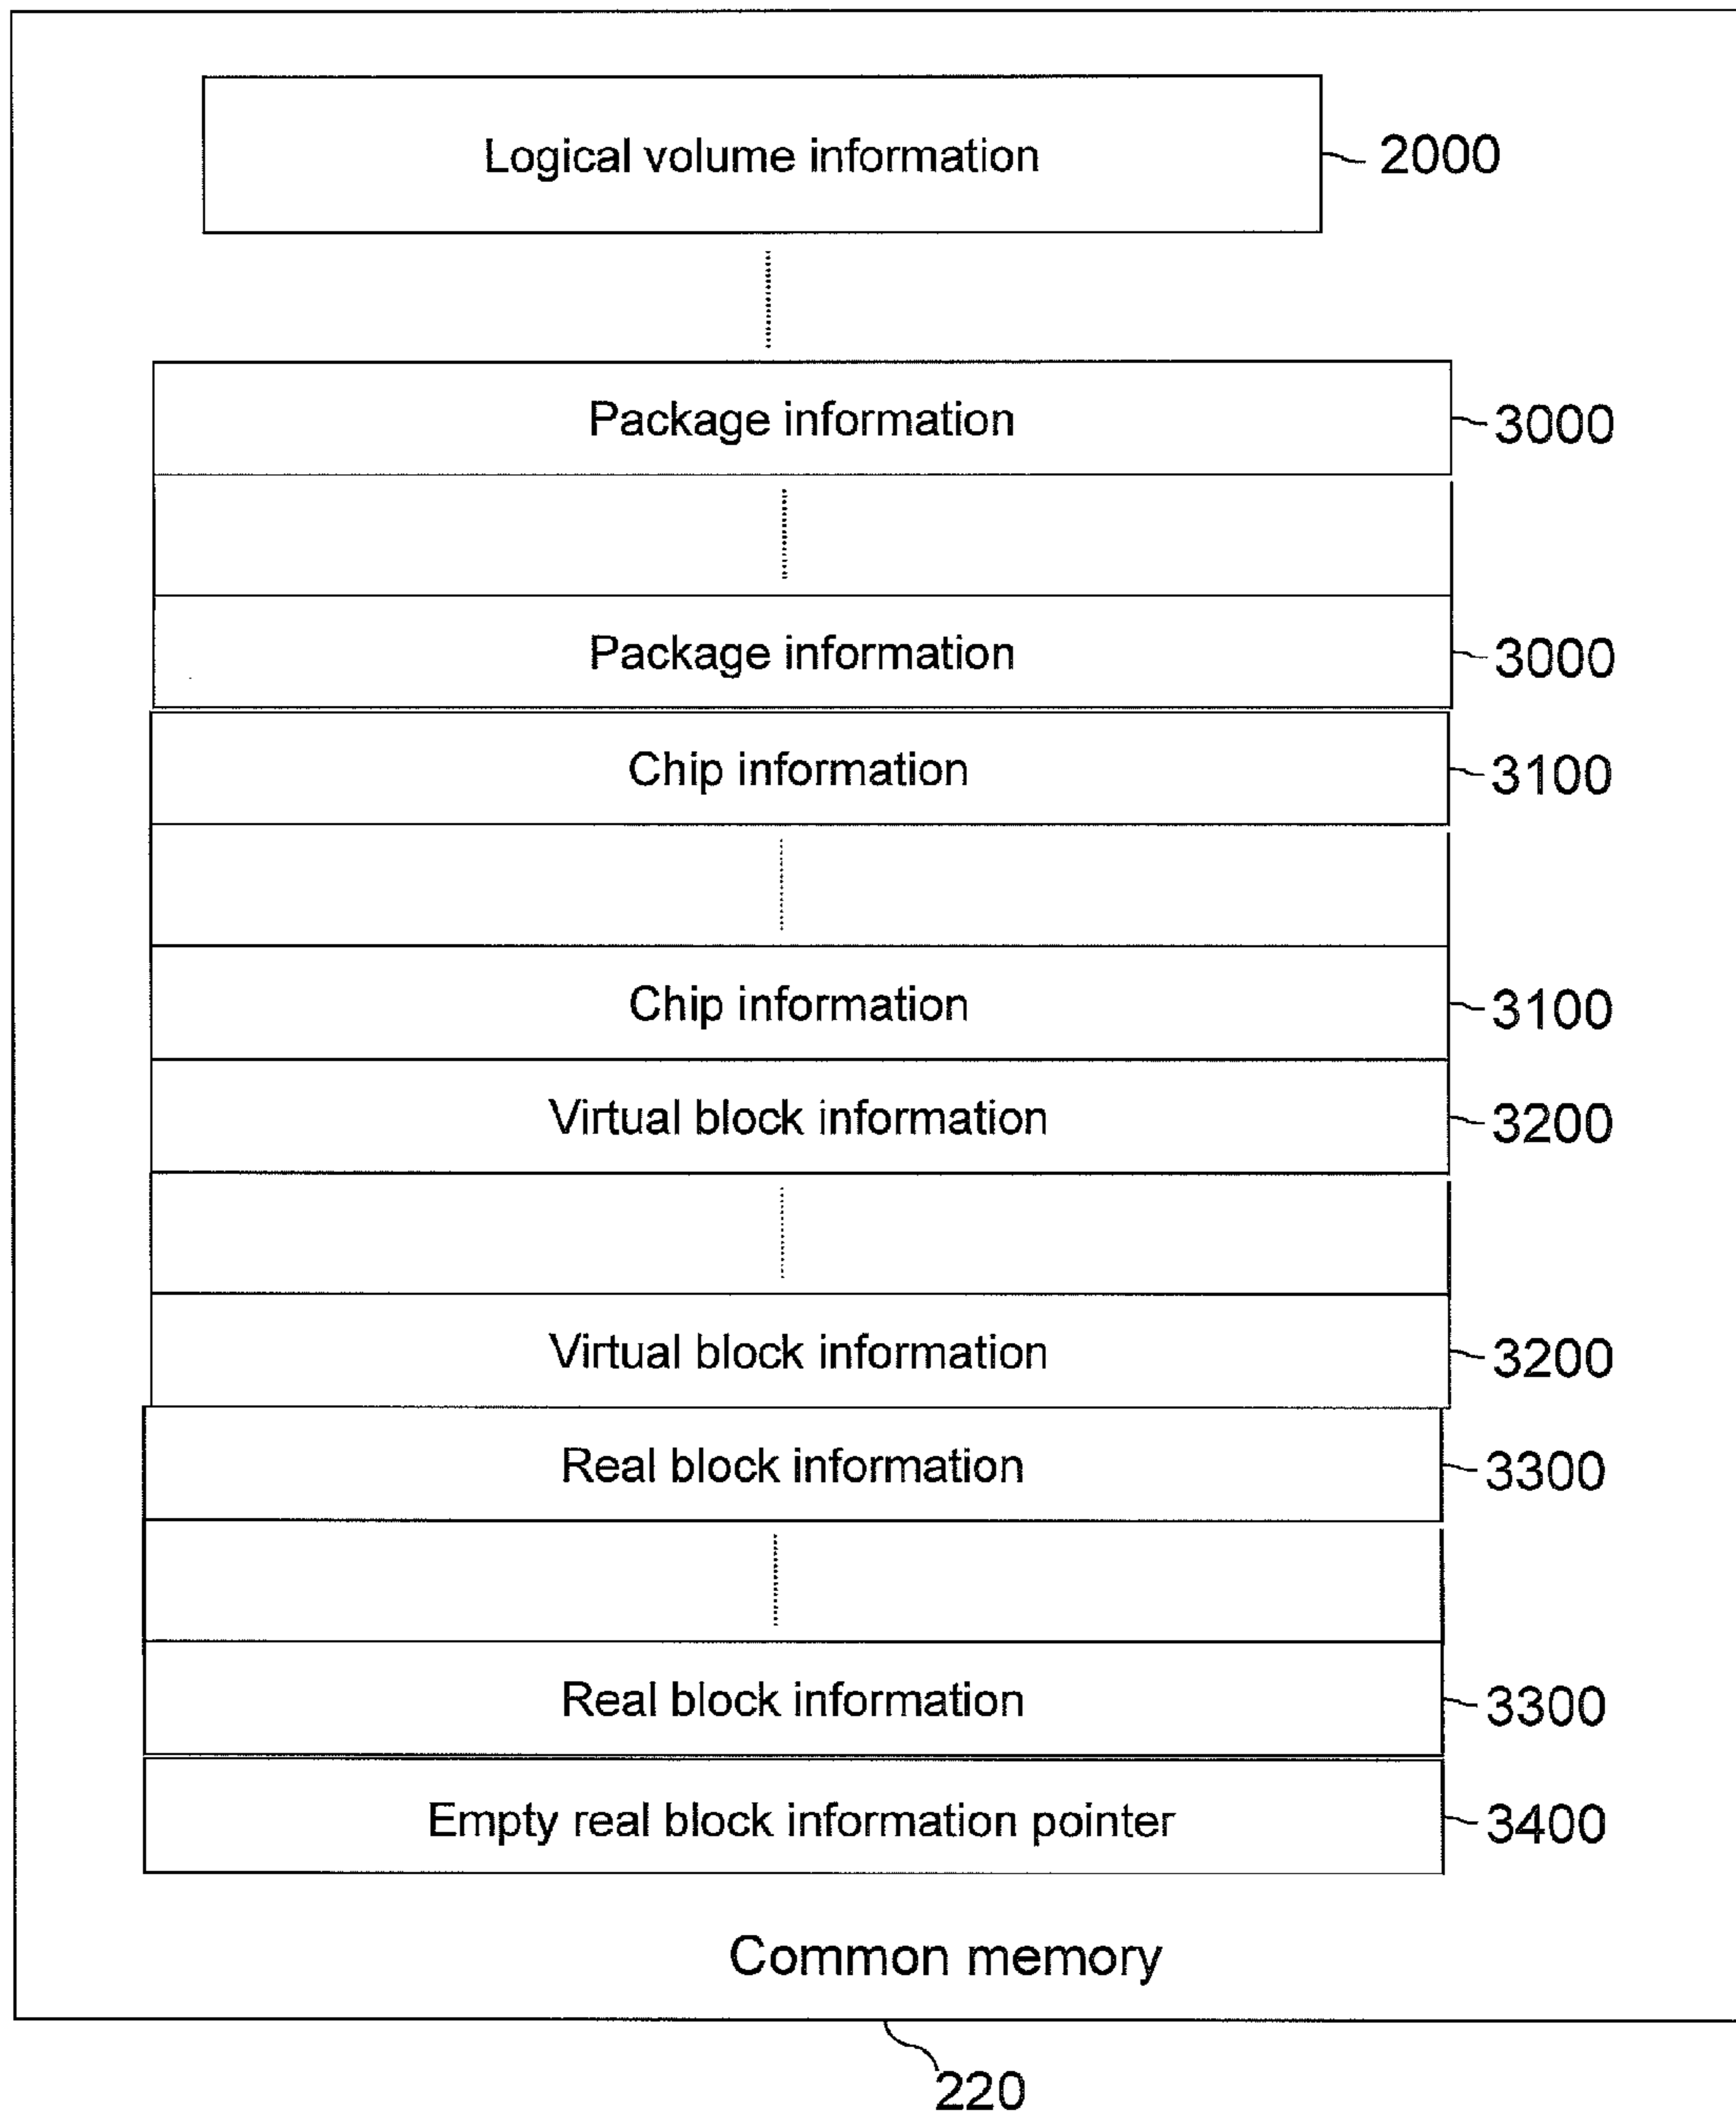 Logical volume information 2000
Package information 3000
Package information 3000
Chip information 3100
Chip information 3100
Virtual block information 3200
Virtual block information 3200
Real block information 3300
Real block information 3300
Empty real block information pointer 3400
Common memory
220